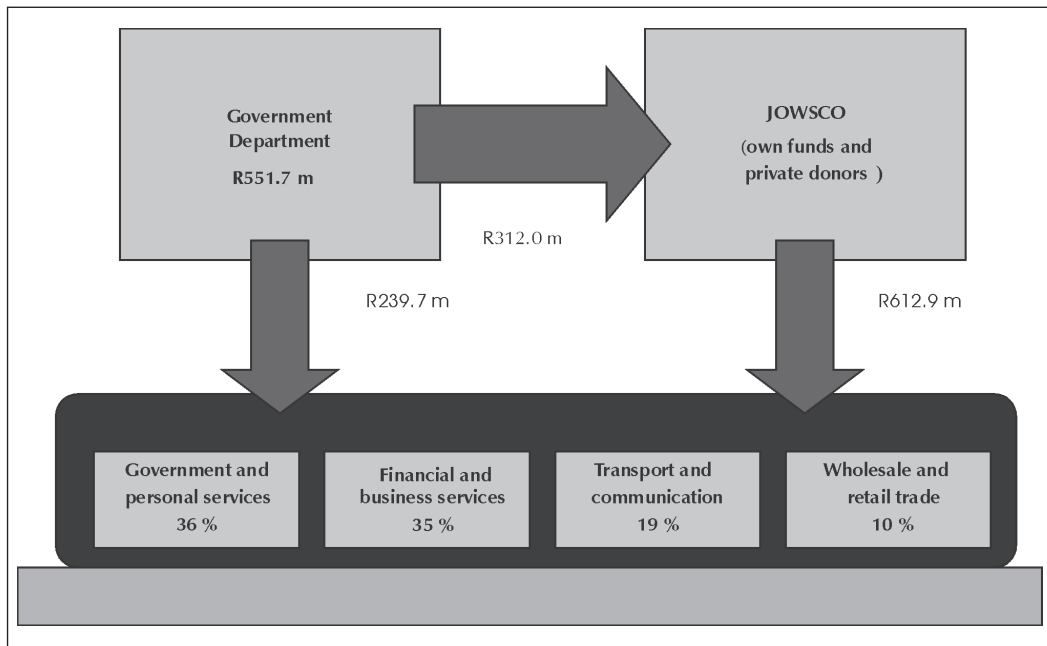 Government
Department
R551.7 m
JOWSCO
(own funds and
private donors )
R312.0 m
R239.7 m
R612.9 m
Government and
personal services
36 %
Financial and
business services
35 %
Transport and
communication
19 %
Wholesale and
retail trade
10 %